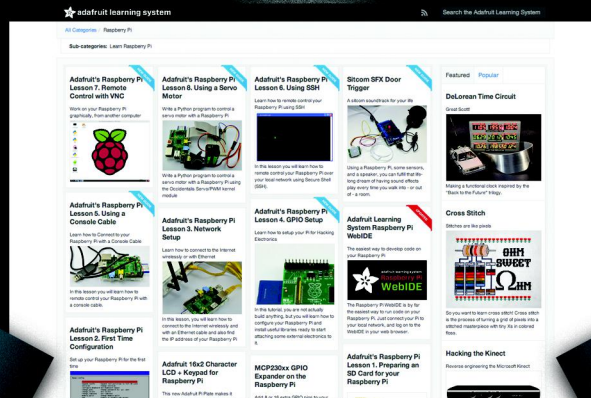 adafruit learning system
Search the Adafruit Learning System
All Categories / Raspberry Pi
Sub-categories: Learn Raspberry Pi
Adafruit's Raspberry Pi
Lesson 7. Remote
Control with VNC
Work on your Raspberry Pi
graphically, from another computer
Adafruit's Raspberry Pi
Lesson 5. Using a
Console Cable
Learn how to Connect to your
Raspberry Pi with a Console Cable
In this lesson you will learn how to
remote control your Raspberry Pi with
a console cable.
Adafruit's Raspberry Pi
Lesson 2. First Time
Configuration
Set up your Raspberry Pi for the first
time
Adafruit's Raspberry Pi
Lesson 8. Using a Servo
Motor
Write a Python program to control a
servo motor with a Raspberry Pi
Write a Python program to control a
servo motor with a Raspberry Pi using
the Occidentalis Servo/PWM kernel
module
Adafruit's Raspberry Pi
Lesson 3. Network
Setup
Learn how to connect to the Internet
wirelessly or with Ethernet
In this lesson, you will learn how to
connect to the Internet wirelessly and
with an Ethernet cable and also find
the IP address of your Raspberry Pi
Adafruit 16x2 Character
LCD + Keypad for
Raspberry Pi
This new Adafruit Pi Plate makes it
Adafruit's Raspberry Pi
Lesson 6. Using SSH
Learn how to remote control your
Raspberry Pi using SSH
In this lesson you will learn how to
remote control your Raspberry Pi over
your local network using Secure Shell
(SSH).
Adafruit's Raspberry Pi
Lesson 4. GPIO Setup
Learn how to setup your Pi for Hacking
Electronics
In this tutorial, you are not actually
build anything, but you will learn how to
configure your Raspberry Pi and
install useful libraries ready to start
attaching some external electronics to
it.
MCP230xx GPIO
Expander on the
Raspberry Pi
Sitcom SFX Door
Trigger
A sitcom soundtrack for your life
Using a Raspberry Pi, some sensors,
and a speaker, you can fulfil that life-
long dream of having sound effects
play every time you walk into - or out
of - a room.
Adafruit Learning
System Raspberry Pi
WebIDE
The easiest way to develop code on
your Raspberry Pi
adafruit learning system
Raspberry Pi
WebIDE
The Raspberry Pi WebIDE is by far
the easiest way to run code on your
Raspberry Pi. Just connect your Pi to
your local network, and log on to the
WebIDE in your web browser.
Adafruit's Raspberry Pi
Lesson 1. Preparing an
SD Card for your
Raspberry Pi
Featured Popular
DeLorean Time Circuit
Great Scott!
Making a functional clock inspired by the
"Back to the Future" trilogy.
Cross Stitch
Stitches are like pixels
OHM
SWEET
ΩHM
So you want to learn cross stitch! Cross stitch
is the process of turning a grid of pixels into a
stitched masterpiece with tiny Xs in colored
floss.
Hacking the Kinect
Reverse engineering the Microsoft Kinect